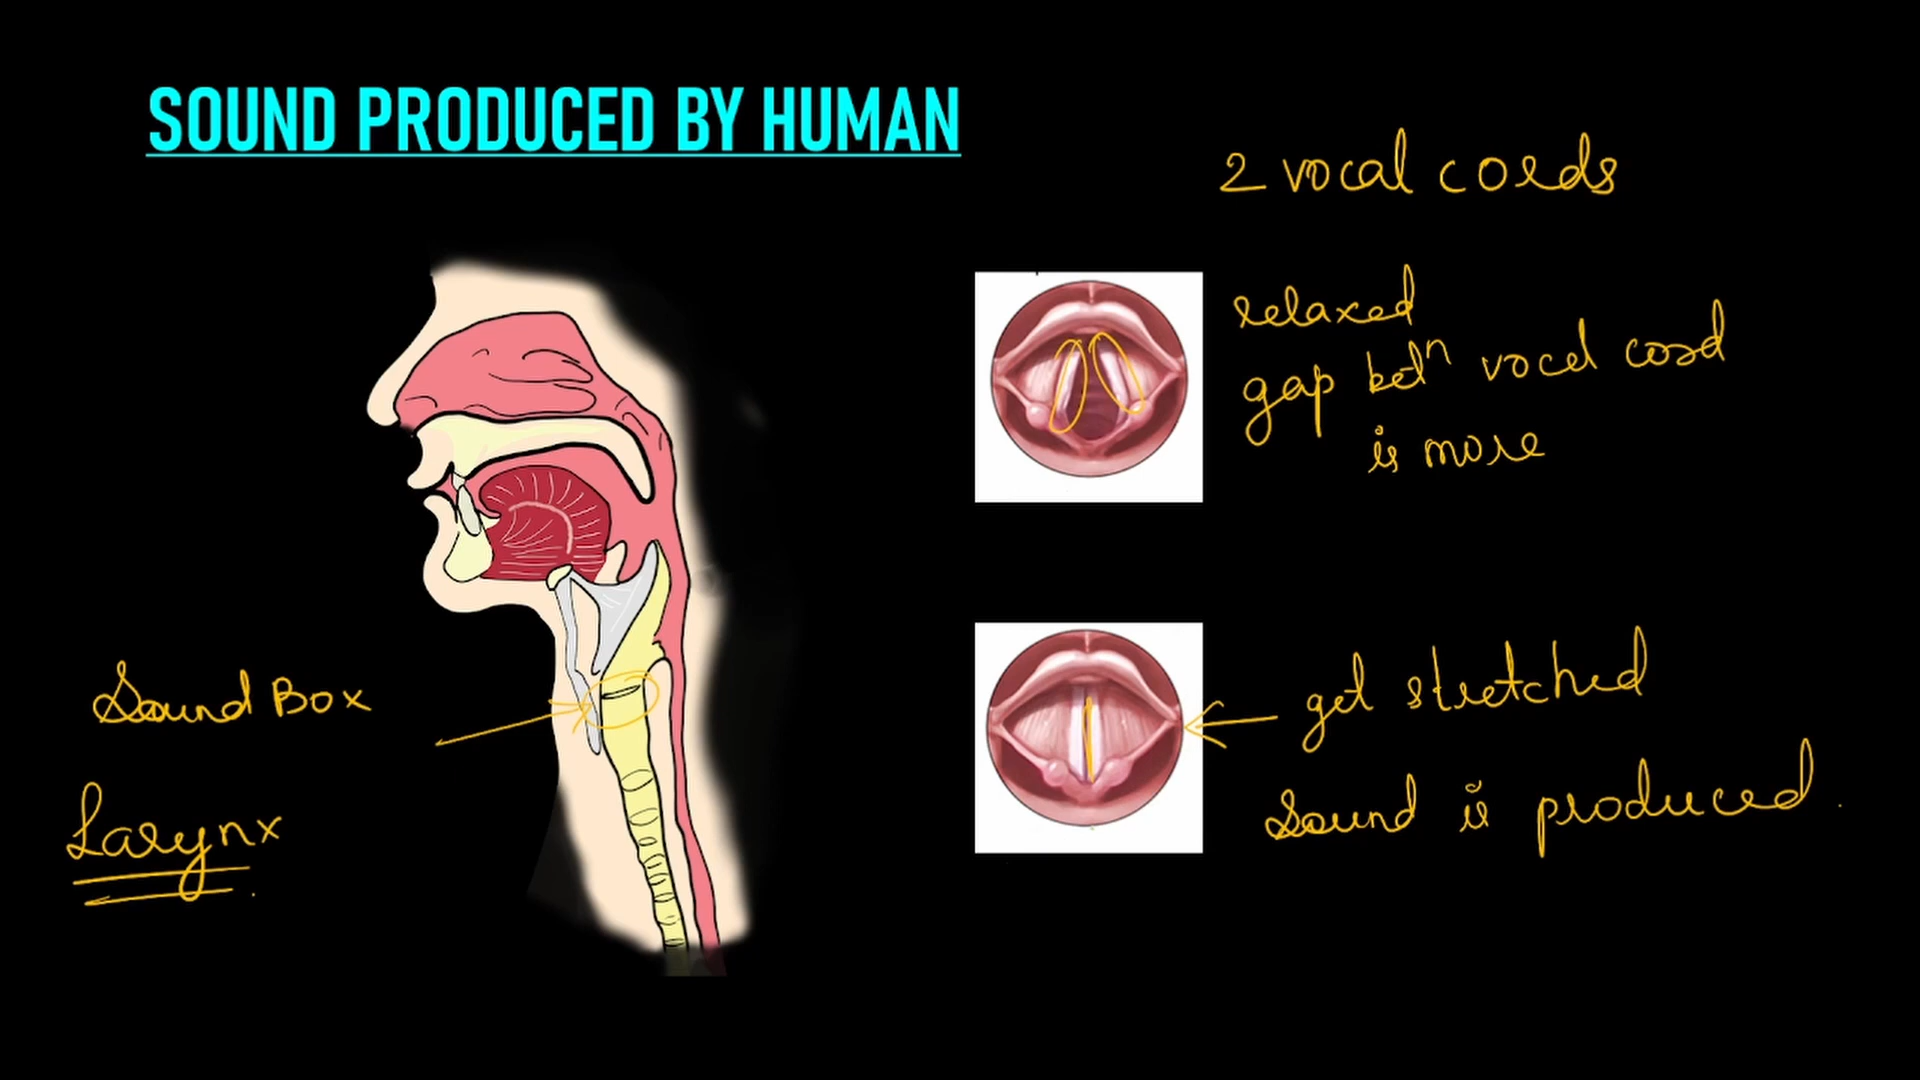 SOUND PRODUCED BY HUMAN
2 vocal cords
relaxed
gap betn vocal cord
is more
Sound Box
Larynx
get stretched
Sound is produced.